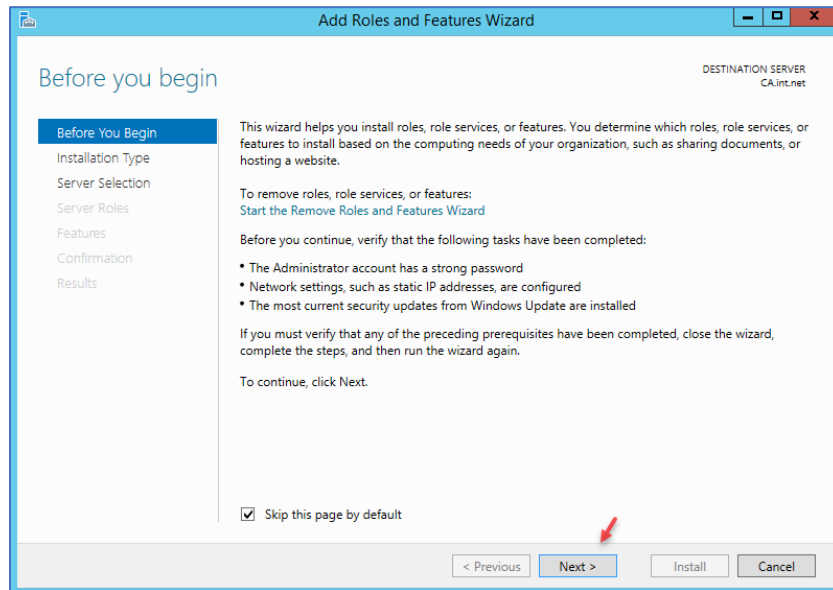 Add Roles and Features Wizard
Before you begin
DESTINATION SERVER
CA.int.net
Before You Begin
Installation Type
Server Selection
Server Roles
Features
Confirmation
Results
This wizard helps you install roles, role services, or features. You determine which roles, role services, or
features to install based on the computing needs of your organization, such as sharing documents, or
hosting a website.
To remove roles, role services, or features:
Start the Remove Roles and Features Wizard
Before you continue, verify that the following tasks have been completed:
• The Administrator account has a strong password
• Network settings, such as static IP addresses, are configured
• The most current security updates from Windows Update are installed
If you must verify that any of the preceding prerequisites have been completed, close the wizard,
complete the steps, and then run the wizard again.
To continue, click Next.
Skip this page by default
< Previous
Next >
Install
Cancel